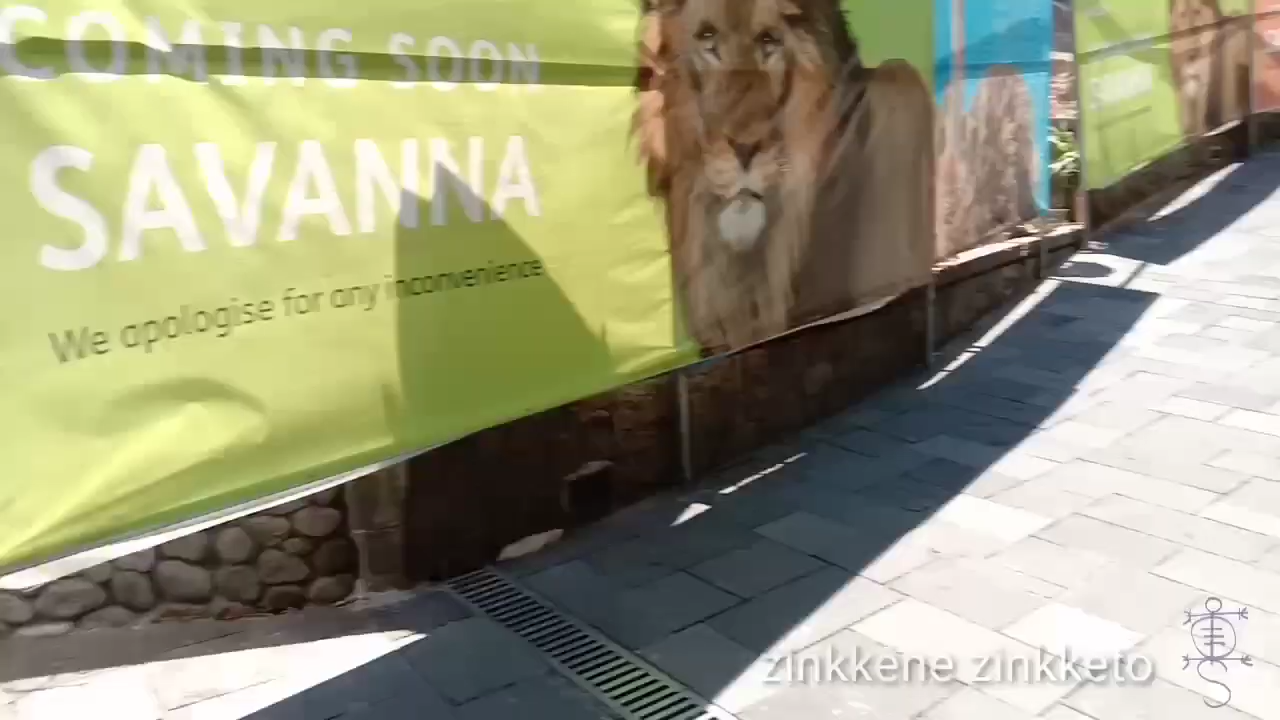 COMING SOON
SAVANNA
We apologise for any inconvenience
zinkkene zinkketo